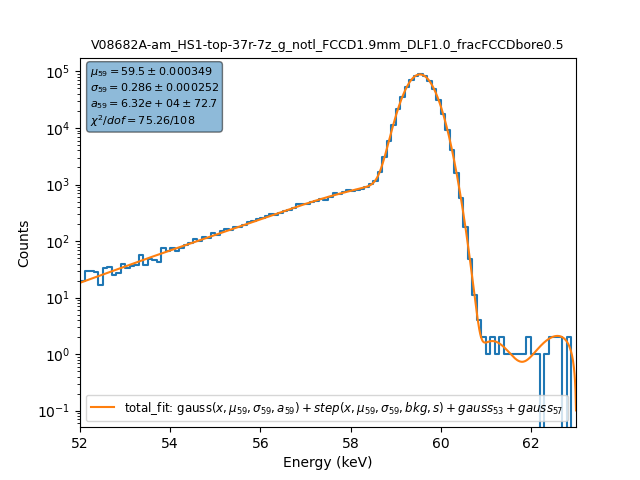 V08682A-am_HS1-top-37r-7z_g_notl_FCCD1.9mm_DLF1.0_fracFCCDbore0.5
μ59 = 59.5 ± 0.000349
σ59 = 0.286 ± 0.000252
a59 = 6.32e + 04 ± 72.7
χ²/dof = 75.26/108
10⁵
10⁴
10³
10²
10¹
10⁰
10⁻¹
Counts
total_fit: gauss(x, μ59, σ59, a59) + step(x, μ59, σ59, bkg, s) + gauss53 + gauss57
52 54 56 58 60 62
Energy (keV)